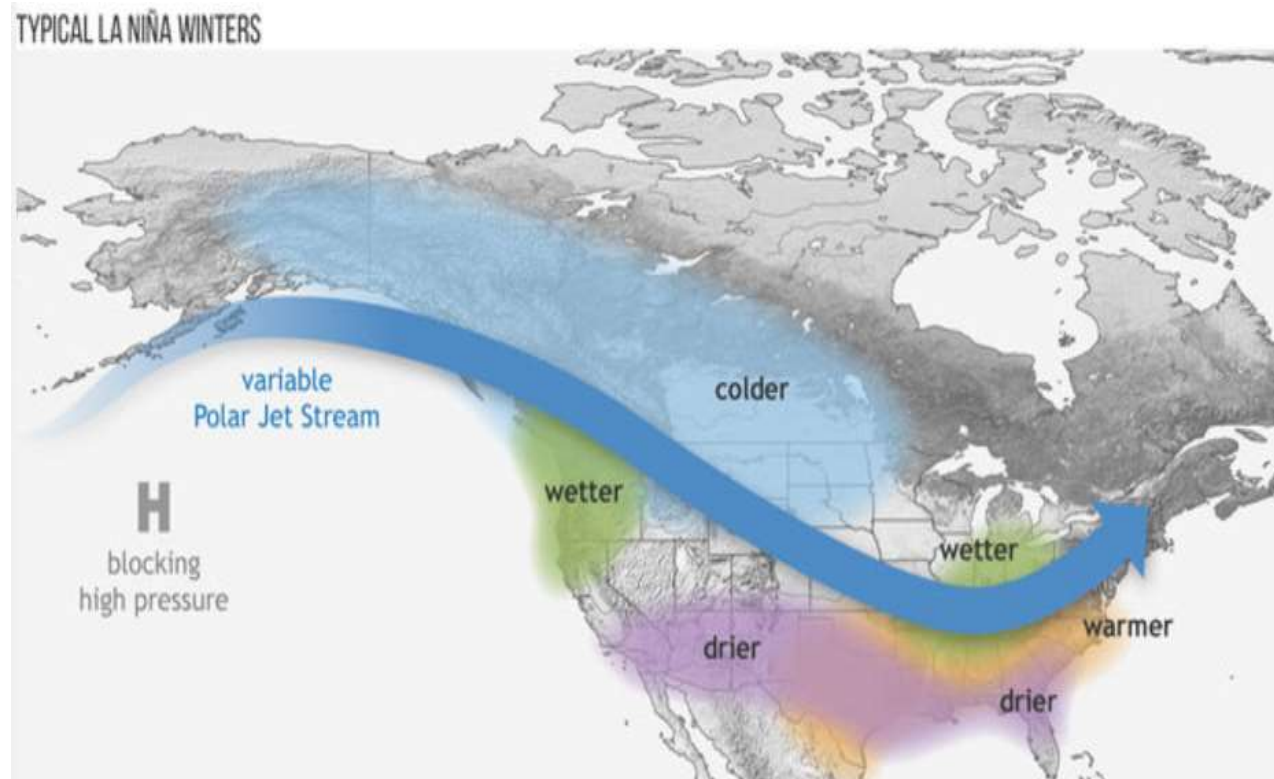 TYPICAL LA NIÑA WINTERS
variable
Polar Jet Stream
colder
wetter
H
blocking
high pressure
wetter
warmer
drier
drier